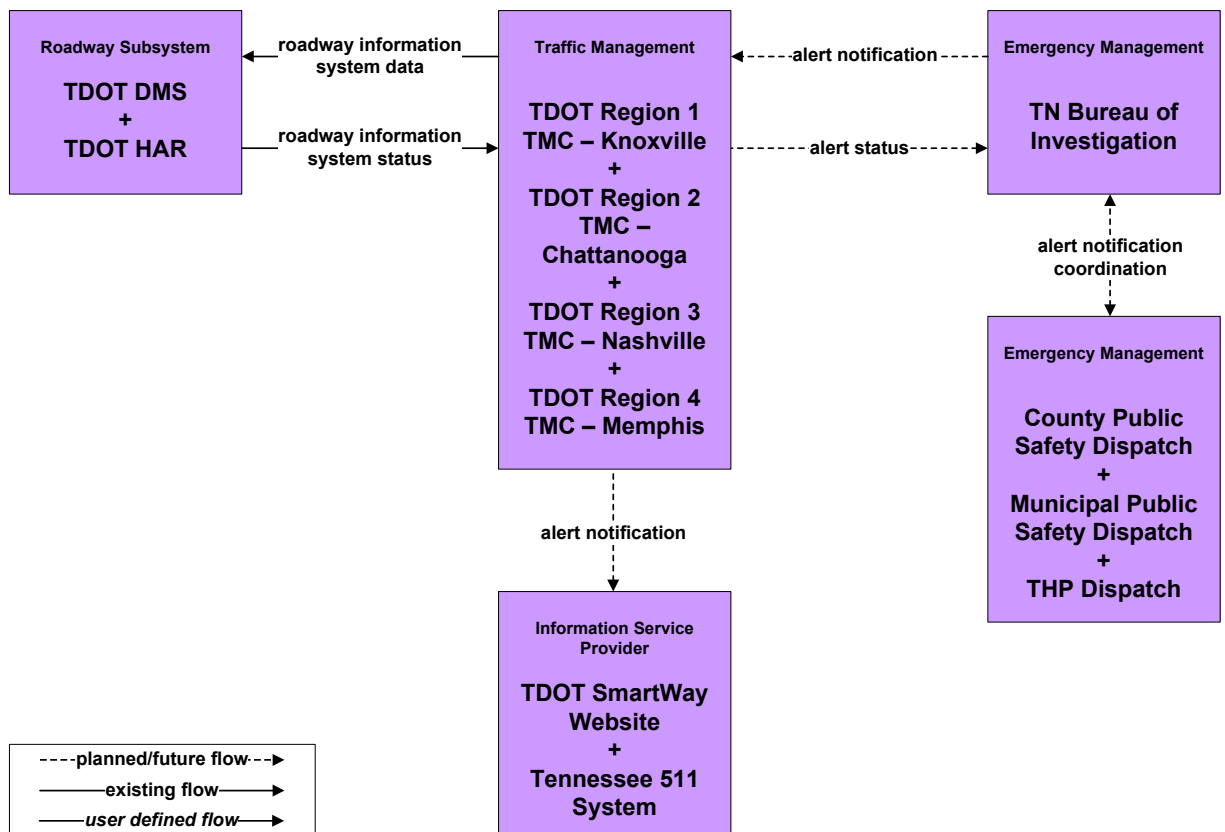 Roadway Subsystem
TDOT DMS
+
TDOT HAR
roadway information
system data
roadway information
system status
Traffic Management
TDOT Region 1
TMC – Knoxville
+
TDOT Region 2
TMC –
Chattanooga
+
TDOT Region 3
TMC – Nashville
+
TDOT Region 4
TMC – Memphis
alert notification
alert status
Emergency Management
TN Bureau of
Investigation
alert notification
coordination
Emergency Management
County Public
Safety Dispatch
+
Municipal Public
Safety Dispatch
+
THP Dispatch
alert notification
Information Service
Provider
TDOT SmartWay
Website
+
Tennessee 511
System
planned/future flow
existing flow
user defined flow